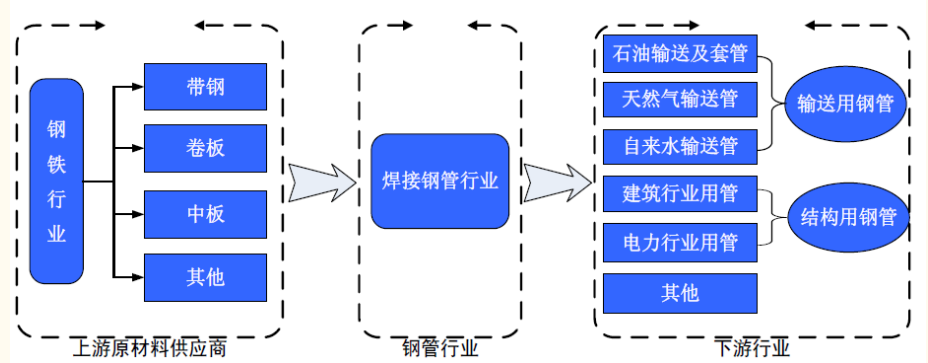 钢铁行业
带钢
卷板
中板
其他
上游原材料供应商
焊接钢管行业
钢管行业
石油输送及套管
天然气输送管
自来水输送管
建筑行业用管
电力行业用管
其他
输送用钢管
结构用钢管
下游行业